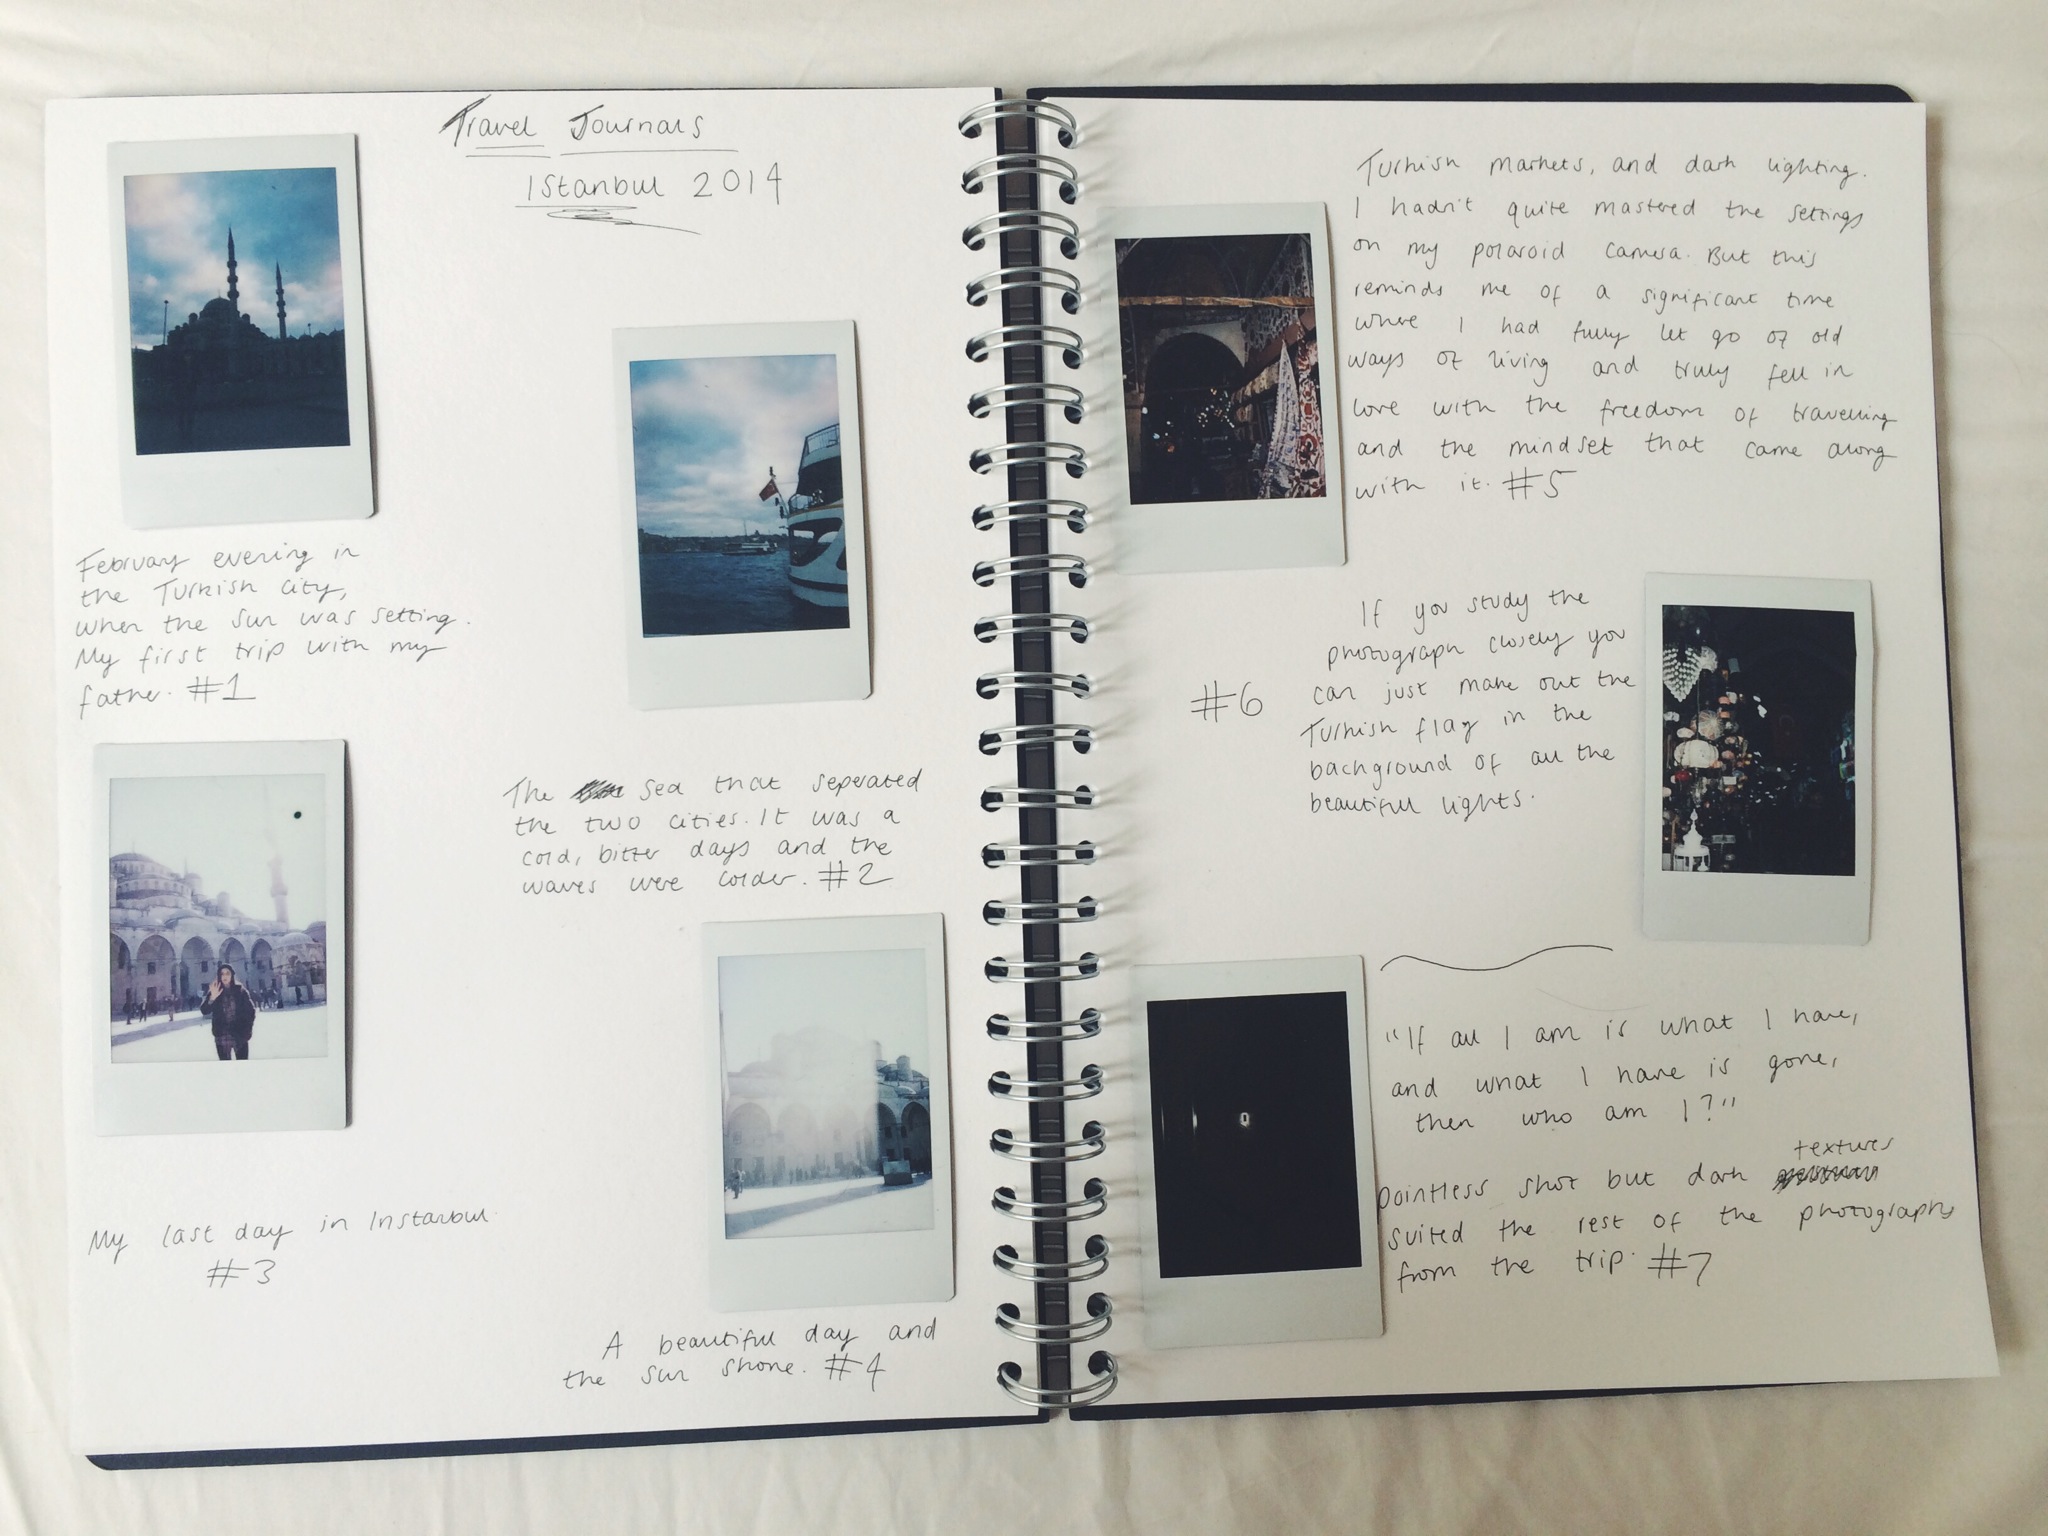 Travel Journals
Istanbul 2014
February evening in
the Turkish city,
when the sun was setting.
My first trip with my
father. #1
The sea that seperated
the two cities. It was a
cold, bitter days and the
waves were colder. #2
My last day in Instanbul
#3
A beautiful day and
the sun shone. #4
Turkish markets, and dark lighting.
I hadn't quite mastered the settings
on my polaroid camera. But this
reminds me of a significant time
where I had fully let go of old
ways of living and truly fell in
love with the freedom of travelling
and the mindset that came along
with it. #5
If you study the
photograph closely you
can just make out the
Turkish flag in the
background of all the
beautiful lights.
#6
"If all I am is what I have,
and what I have is gone,
then who am I?"
textures
Pointless shot but dark
suited the rest of the photographs
from the trip. #7